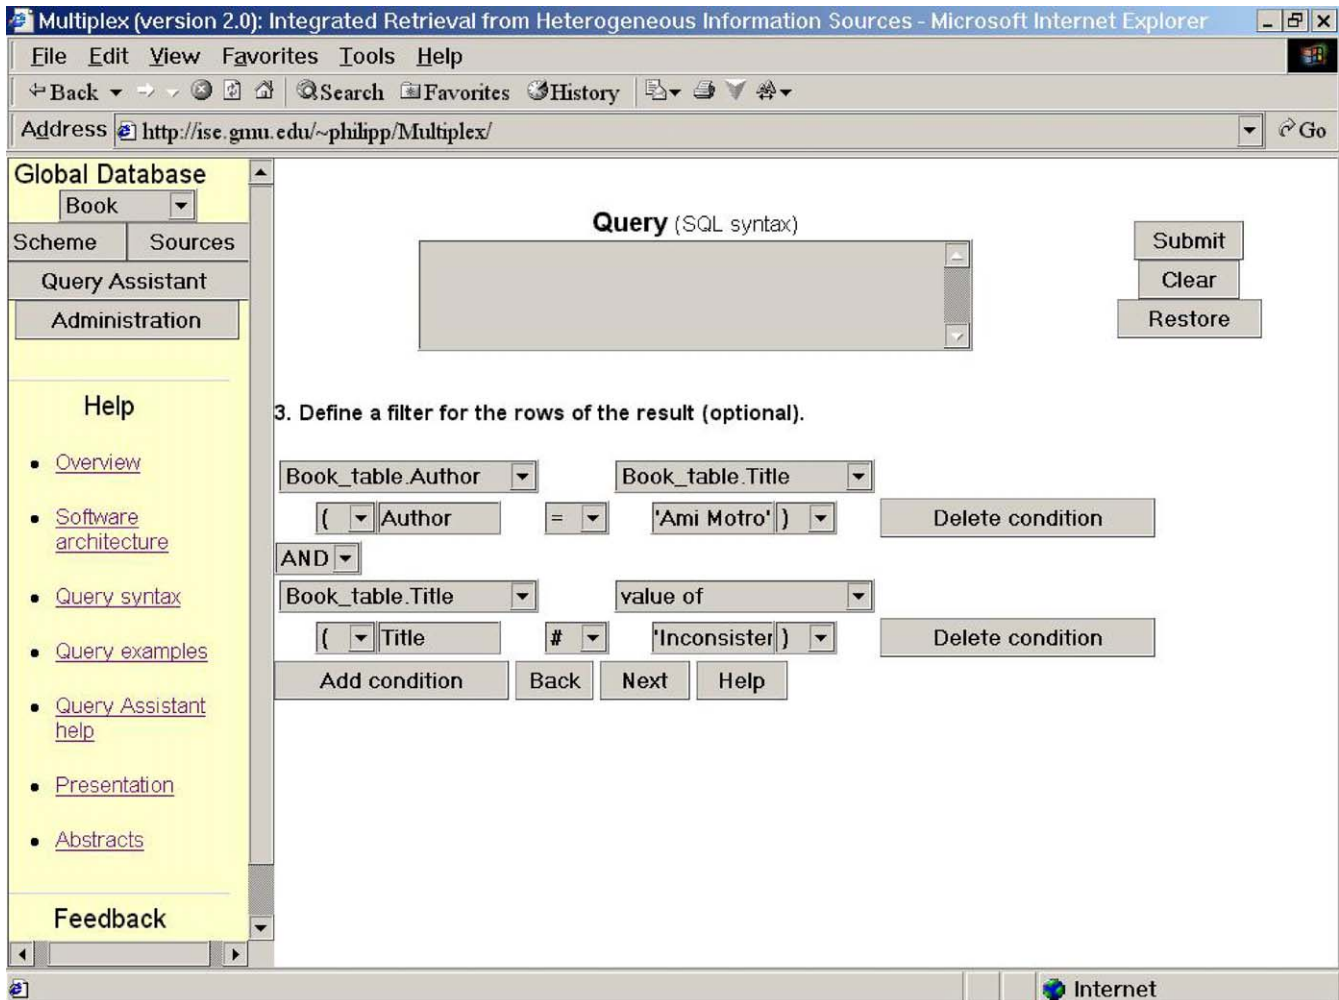 Multiplex (version 2.0): Integrated Retrieval from Heterogeneous Information Sources - Microsoft Internet Explorer
File Edit View Favorites Tools Help
Back Search Favorites History
Address http://ise.gmu.edu/~philipp/Multiplex/ Go
Global Database
Book
Scheme Sources
Query Assistant
Administration
Help
Overview
Software
architecture
Query syntax
Query examples
Query Assistant
help
Presentation
Abstracts
Feedback
Query (SQL syntax)
Submit
Clear
Restore
3. Define a filter for the rows of the result (optional).
Book_table.Author Book_table.Title
( Author = 'Ami Motro' ) Delete condition
AND
Book_table.Title value of
( Title # 'Inconsister ) Delete condition
Add condition Back Next Help
Internet